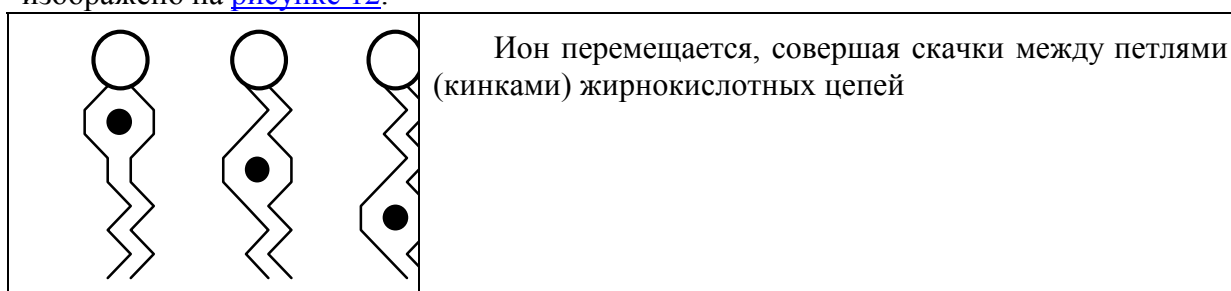 изображено на рисунке 12.
Ион перемещается, совершая скачки между петлями
(кинками) жирнокислотных цепей